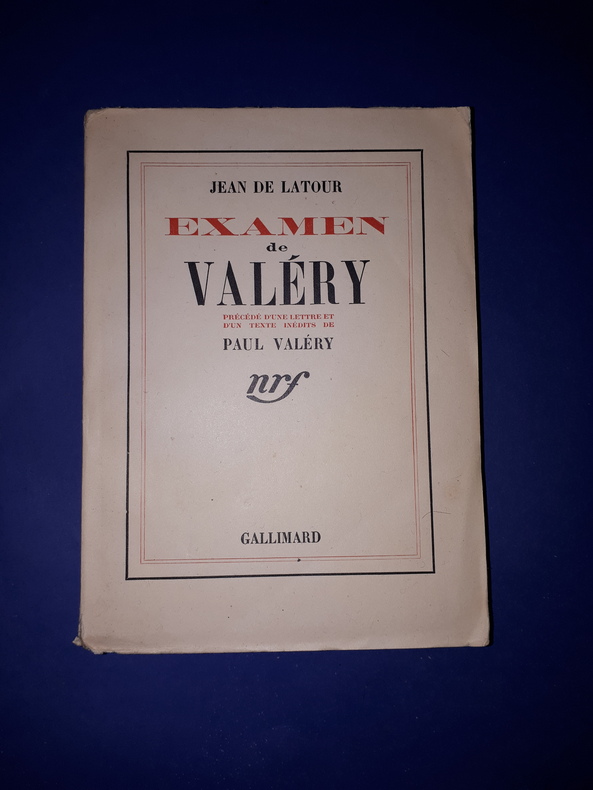 JEAN DE LATOUR
EXAMEN
de
VALÉRY
PRÉCÉDÉ D'UNE LETTRE ET
D'UN TEXTE INÉDITS DE
PAUL VALÉRY
nrf
GALLIMARD